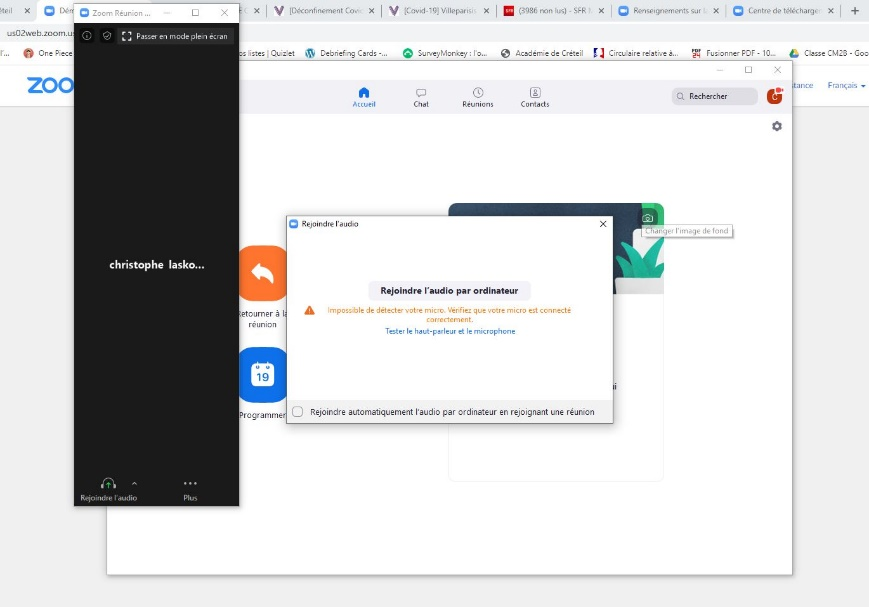 Zoom Réunion ...
[Déconfinement Covi
[Covid-19] Villeparisi
(3986 non lus) - SFR
Renseignements sur
Centre de télécharge
us02web.zoom.us
Passer en mode plein écran
One Piece
os listes | Quizlet
Debriefing Cards -...
SurveyMonkey : l'o...
Académie de Créteil
Circulaire relative à...
Fusionner PDF - 10...
Classe CM2B - Goo
ZOO
Accueil
Chat
Réunions
Contacts
Rechercher
C
stance
Français
Rejoindre l'audio
Changer l'image de fond
christophe lasko...
Rejoindre l'audio par ordinateur
Impossible de détecter votre micro. Vérifiez que votre micro est connecté
correctement.
Tester le haut-parleur et le microphone
Retourner à la
réunion
19
Programmer
Rejoindre automatiquement l'audio par ordinateur en rejoignant une réunion
Rejoindre l'audio
Plus